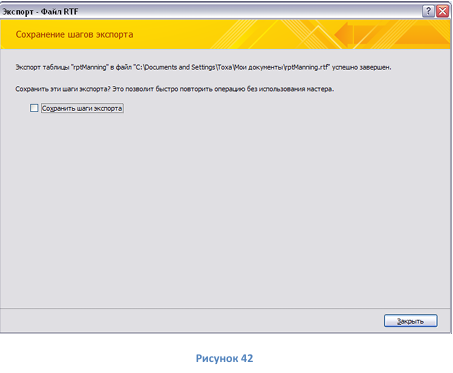 Экспорт - Файл RTF
Сохранение шагов экспорта
Экспорт таблицы "rptManning" в файл "C:\Documents and Settings\Toxa\Мои документы\rptManning.rtf" успешно завершен.
Сохранить эти шаги экспорта? Это позволит быстро повторить операцию без использования мастера.
Сохранить шаги экспорта
Закрыть
Рисунок 42